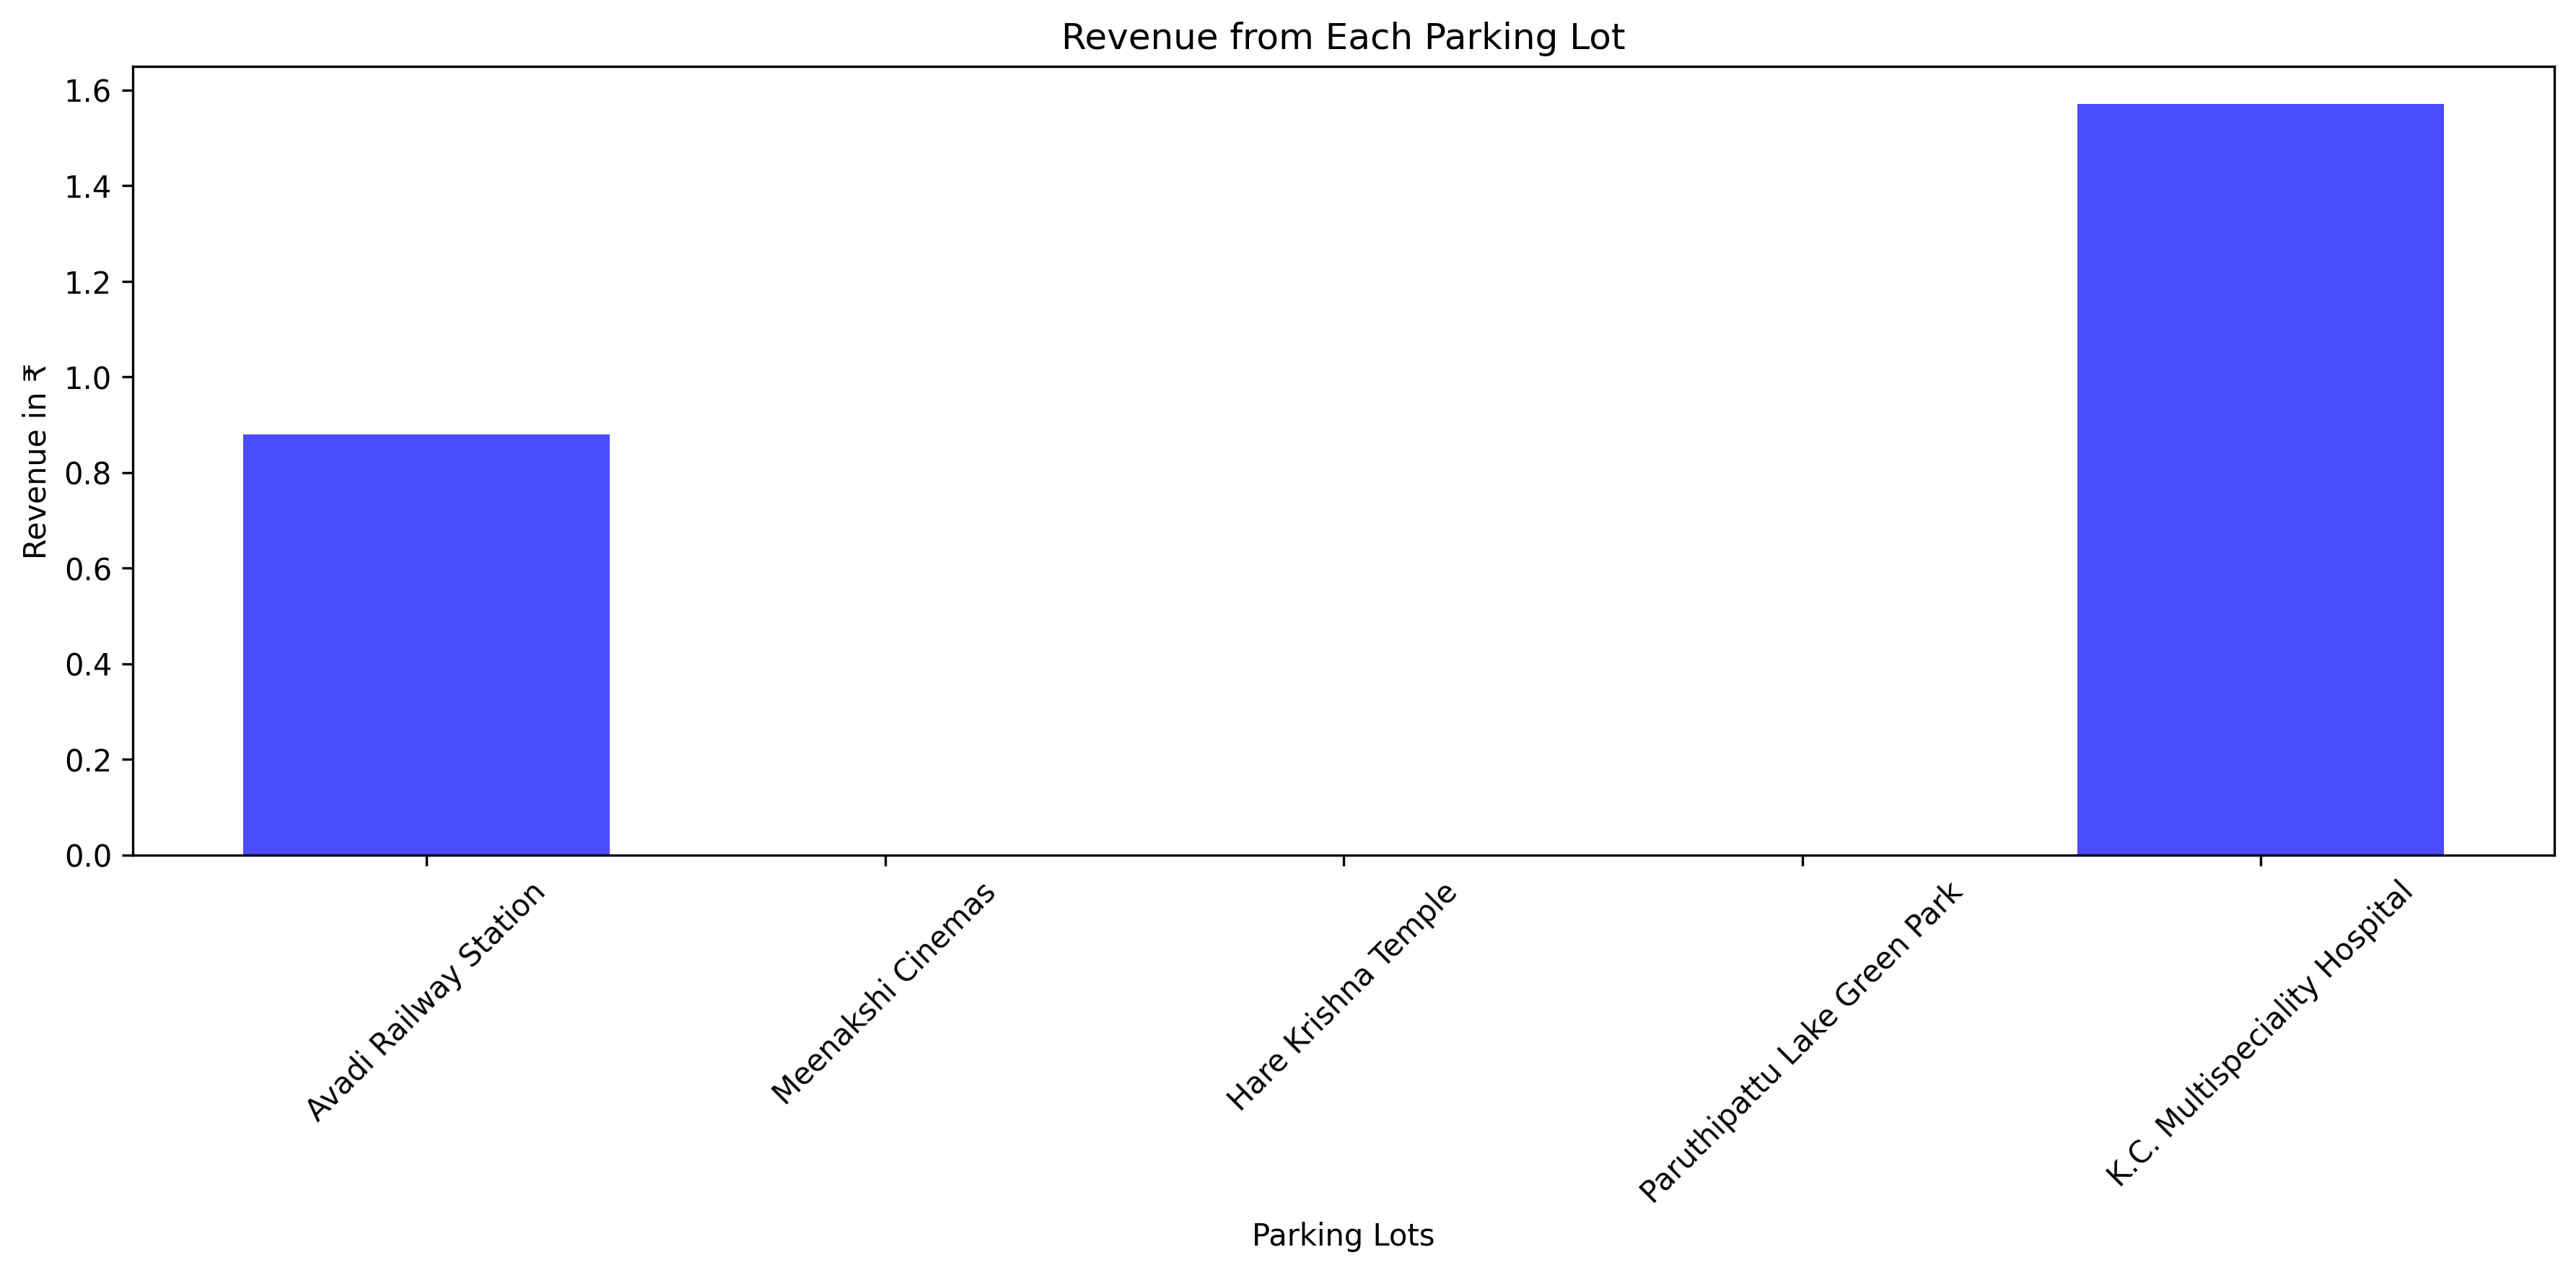 Revenue from Each Parking Lot
Revenue in ₹
1.6
1.4
1.2
1.0
0.8
0.6
0.4
0.2
0.0
Avadi Railway Station
Meenakshi Cinemas
Hare Krishna Temple
Paruthipattu Lake Green Park
K.C. Multispeciality Hospital
Parking Lots